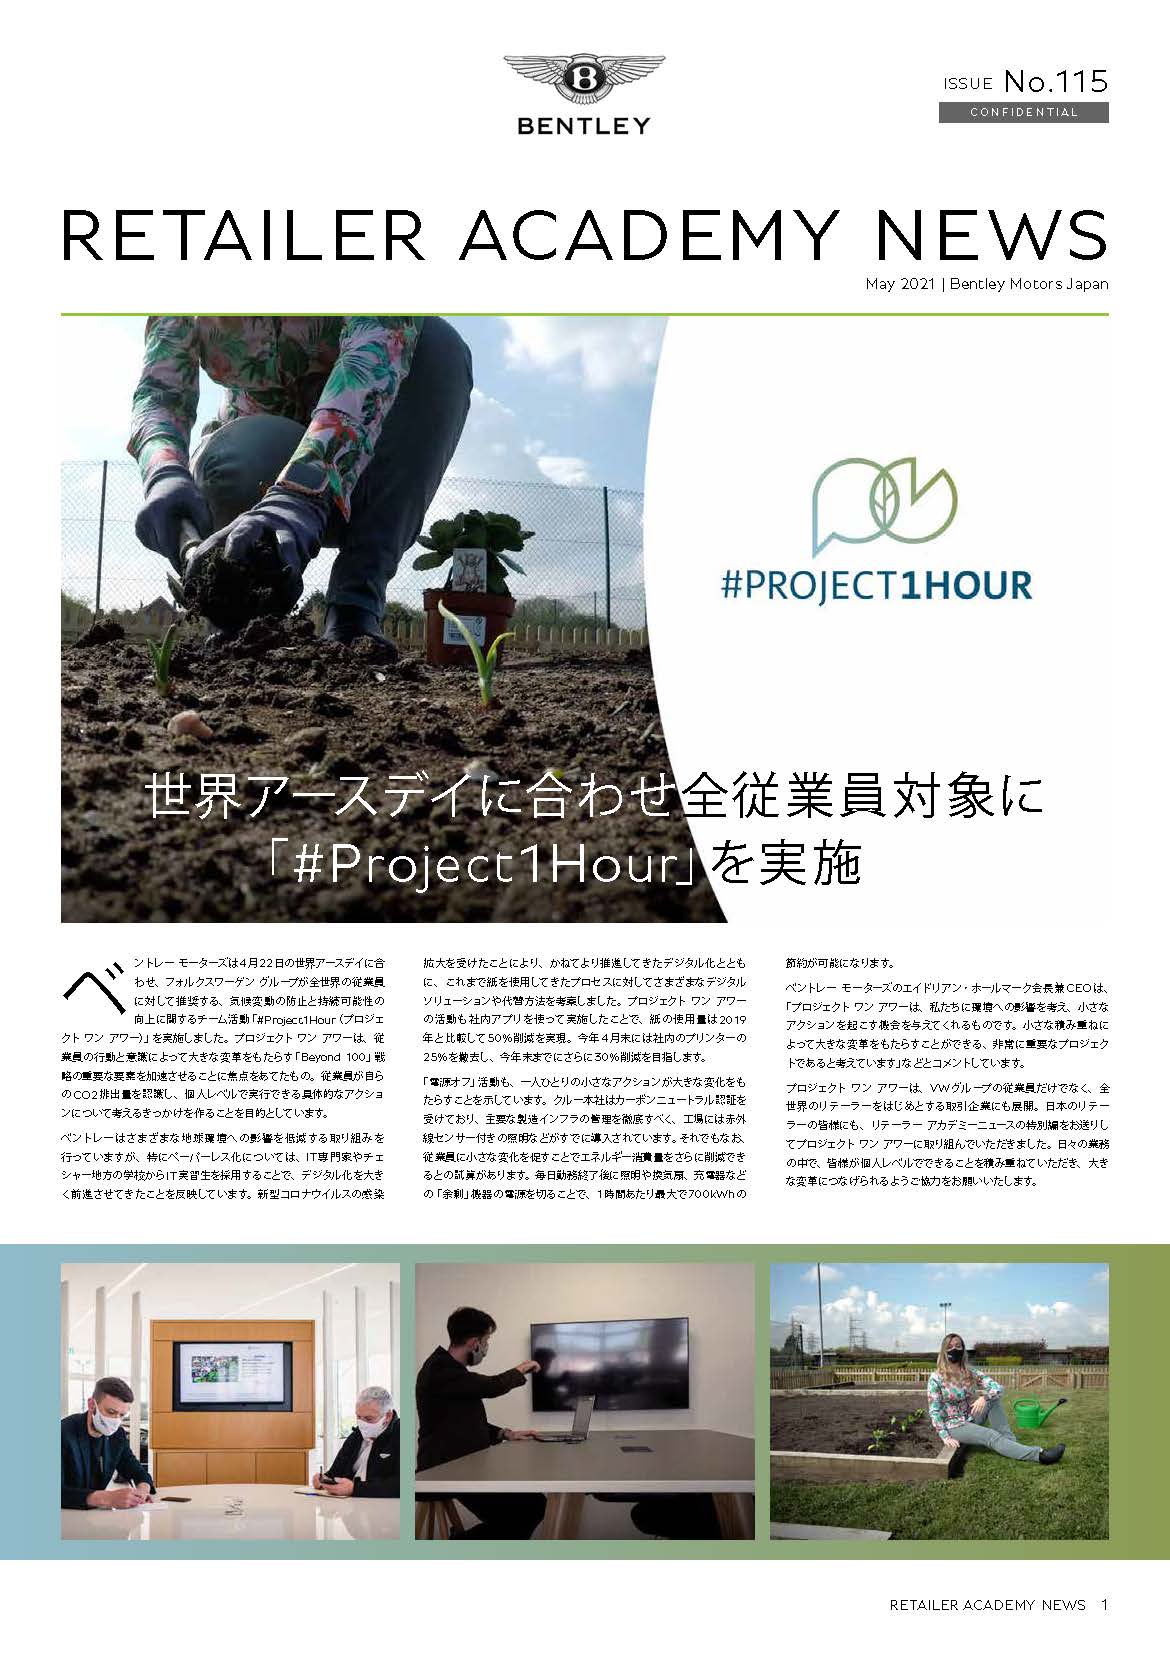 BENTLEY
ISSUE No.115
CONFIDENTIAL
RETAILER ACADEMY NEWS
May 2021 | Bentley Motors Japan
#PROJECT1HOUR
世界アースデイに合わせ全従業員対象に
「#Project1Hour」を実施
ベントレー モーターズは4月22日の世界アースデイに合
わせ、フォルクスワーゲン グループが全世界の従業員
に対して推奨する、気候変動の防止と持続可能性の
向上に関するチーム活動「#Project1Hour（プロジェ
クト ワン アワー）」を実施しました。プロジェクト ワン アワーは、従
業員の行動と意識によって大きな変革をもたらす「Beyond 100」戦
略の重要な要素を加速させることに焦点をあてたもの。従業員が自ら
のCO2排出量を認識し、個人レベルで実行できる具体的なアクショ
ンについて考えるきっかけを作ることを目的としています。
ベントレーはさまざまな地球環境への影響を低減する取り組みを
行っていますが、特にペーパーレス化については、IT専門家やチェ
シャー地方の学校からIT実習生を採用することで、デジタル化を大き
く前進させてきたことを反映しています。新型コロナウイルスの感染
拡大を受けたことにより、かねてより推進してきたデジタル化ととも
に、これまで紙を使用してきたプロセスに対してさまざまなデジタル
ソリューションや代替方法を考案しました。プロジェクト ワン アワー
の活動も社内アプリを使って実施したことで、紙の使用量は2019
年と比較して50%削減を実現。今年4月末には社内のプリンターの
25%を撤去し、今年末までにさらに30%削減を目指します。
「電源オフ」活動も、一人ひとりの小さなアクションが大きな変化をも
たらすことを示しています。クルー本社はカーボンニュートラル認証を
受けており、主要な製造インフラの管理を徹底すべく、工場には赤外
線センサー付きの照明などがすでに導入されています。それでもなお、
従業員に小さな変化を促すことでエネルギー消費量をさらに削減でき
るとの試算があります。毎日勤務終了後に照明や換気扇、充電器など
の「余剰」機器の電源を切ることで、1時間あたり最大で700kWhの
節約が可能になります。
ベントレー モーターズのエイドリアン・ホールマーク会長兼CEOは、
「プロジェクト ワン アワーは、私たちに環境への影響を考え、小さな
アクションを起こす機会を与えてくれるものです。小さな積み重ねに
よって大きな変革をもたらすことができる、非常に重要なプロジェク
トであると考えています」などとコメントしています。
プロジェクト ワン アワーは、VWグループの従業員だけでなく、全
世界のリテーラーをはじめとする取引企業にも展開。日本のリテー
ラーの皆様にも、リテーラー アカデミーニュースの特別編をお送りし
てプロジェクト ワン アワーに取り組んでいただきました。日々の業務
の中で、皆様が個人レベルでできることを積み重ねていただき、大き
な変革につなげられるようご協力をお願いいたします。
RETAILER ACADEMY NEWS 1